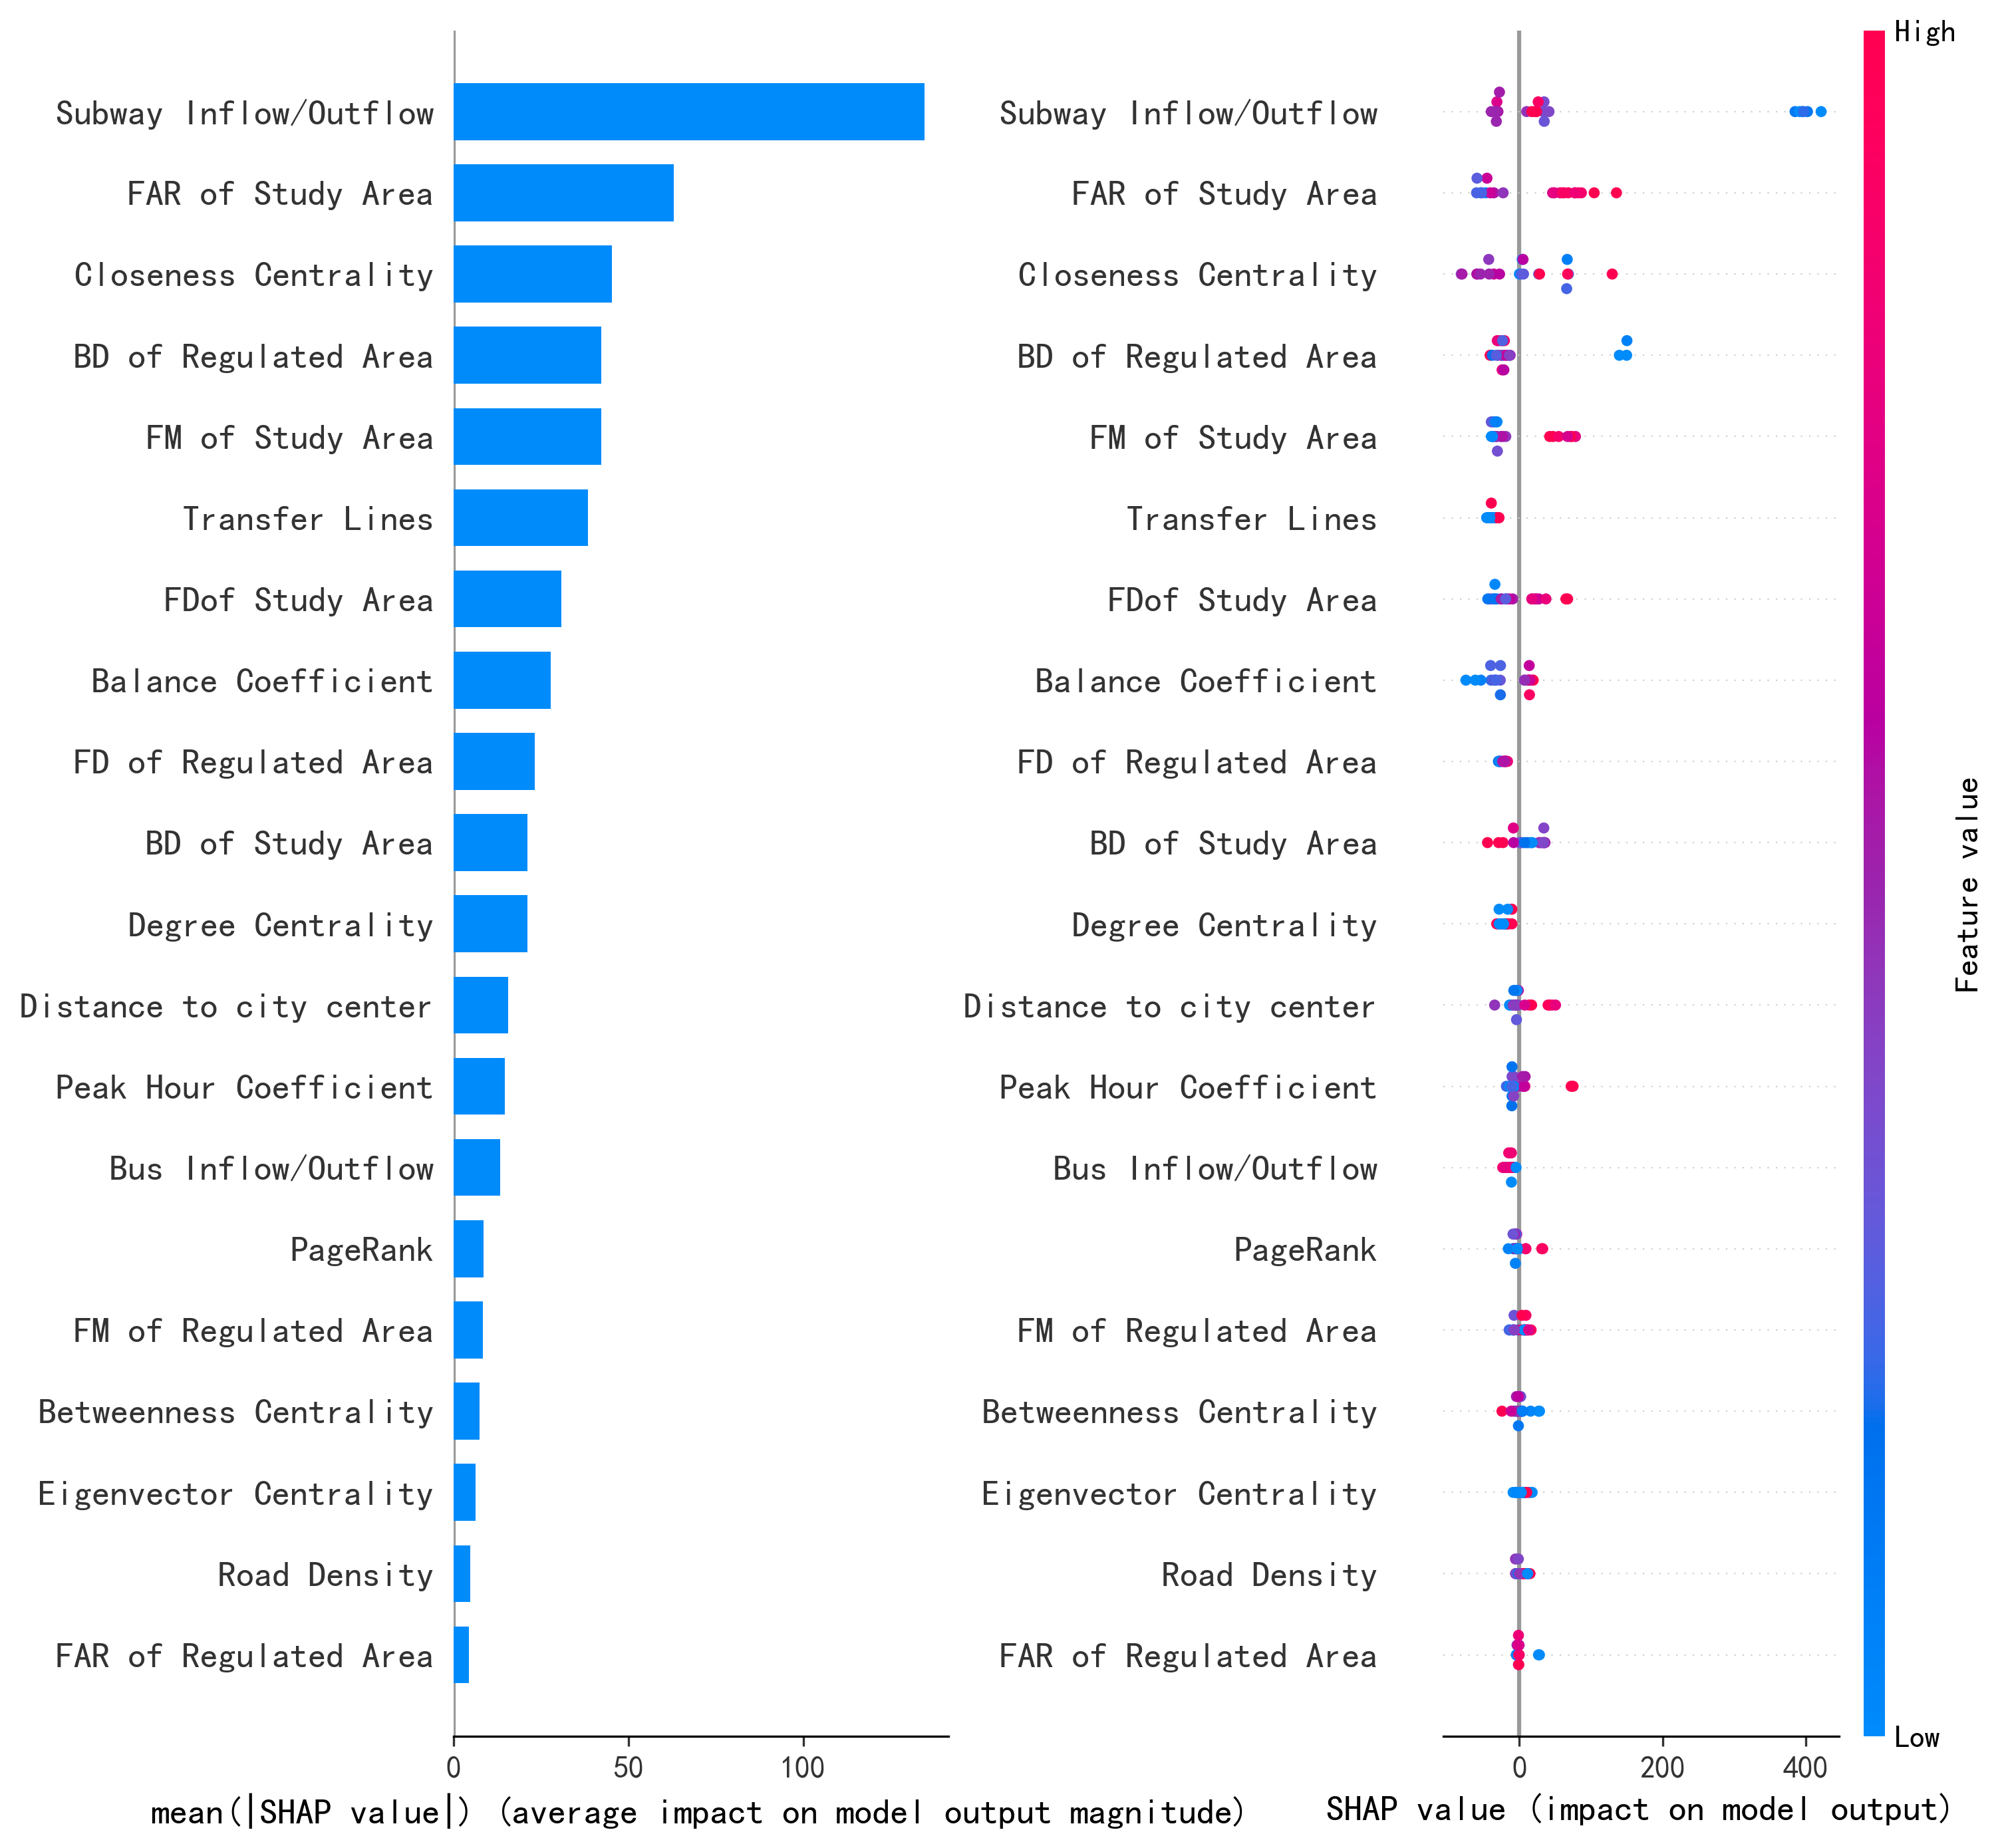 Subway Inflow/Outflow
FAR of Study Area
Closeness Centrality
BD of Regulated Area
FM of Study Area
Transfer Lines
FDof Study Area
Balance Coefficient
FD of Regulated Area
BD of Study Area
Degree Centrality
Distance to city center
Peak Hour Coefficient
Bus Inflow/Outflow
PageRank
FM of Regulated Area
Betweenness Centrality
Eigenvector Centrality
Road Density
FAR of Regulated Area
0 50 100
mean(|SHAP value|) (average impact on model output magnitude)
Subway Inflow/Outflow
FAR of Study Area
Closeness Centrality
BD of Regulated Area
FM of Study Area
Transfer Lines
FDof Study Area
Balance Coefficient
FD of Regulated Area
BD of Study Area
Degree Centrality
Distance to city center
Peak Hour Coefficient
Bus Inflow/Outflow
PageRank
FM of Regulated Area
Betweenness Centrality
Eigenvector Centrality
Road Density
FAR of Regulated Area
0 200 400
SHAP value (impact on model output)
High
Feature value
Low